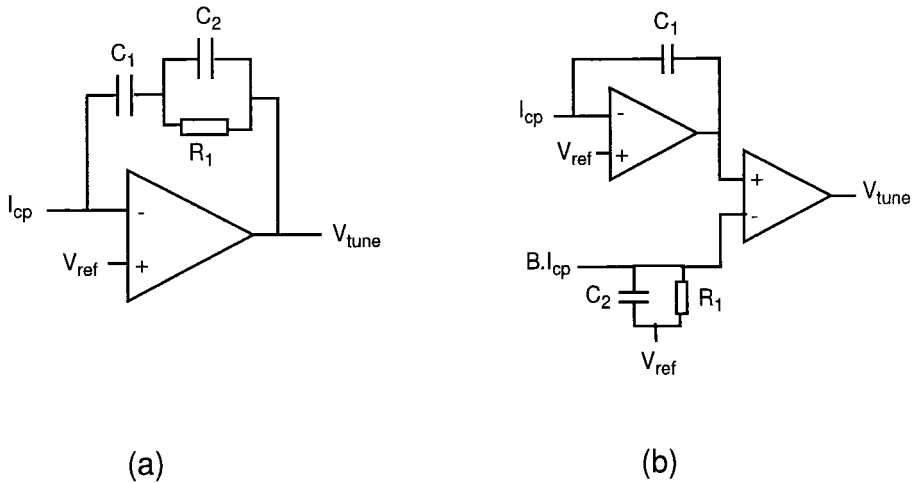 C2
C1
R1
Icp
-
Vref
+
Vtune
(a)
C1
Icp
-
Vref
+
+
-
Vtune
B.Icp
C2
R1
Vref
(b)